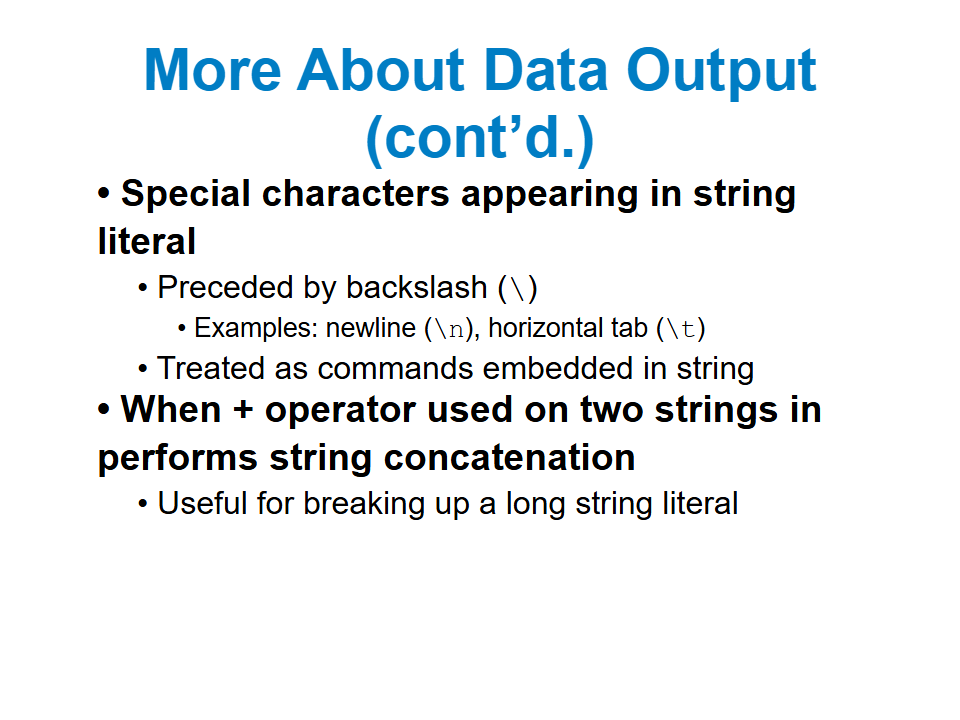 More About Data Output
(cont’d.)
• Special characters appearing in string
literal
• Preceded by backslash (\)
• Examples: newline (\n), horizontal tab (\t)
• Treated as commands embedded in string
• When + operator used on two strings in
performs string concatenation
• Useful for breaking up a long string literal